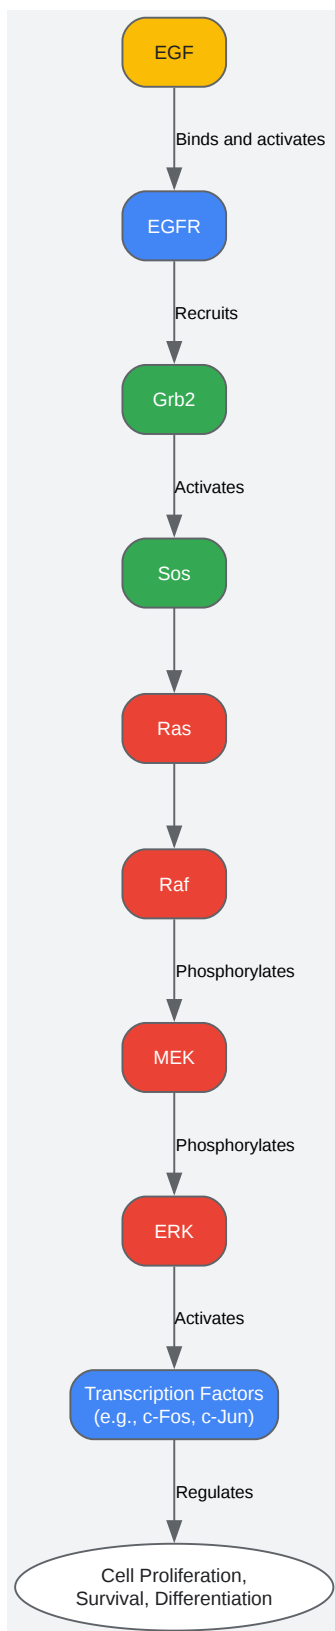 EGF
Binds and activates
EGFR
Recruits
Grb2
Activates
Sos
Ras
Raf
Phosphorylates
MEK
Phosphorylates
ERK
Activates
Transcription Factors
(e.g., c-Fos, c-Jun)
Regulates
Cell Proliferation,
Survival, Differentiation